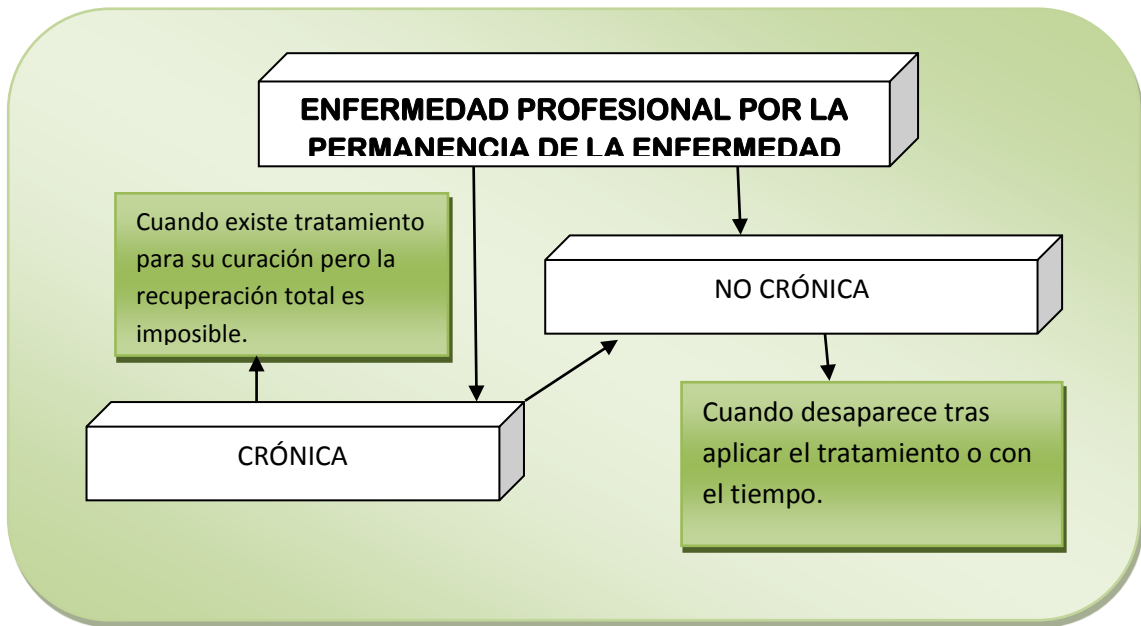 ENFERMEDAD PROFESIONAL POR LA
PERMANENCIA DE LA ENFERMEDAD
Cuando existe tratamiento
para su curación pero la
recuperación total es
imposible.
NO CRÓNICA
CRÓNICA
Cuando desaparece tras
aplicar el tratamiento o con
el tiempo.